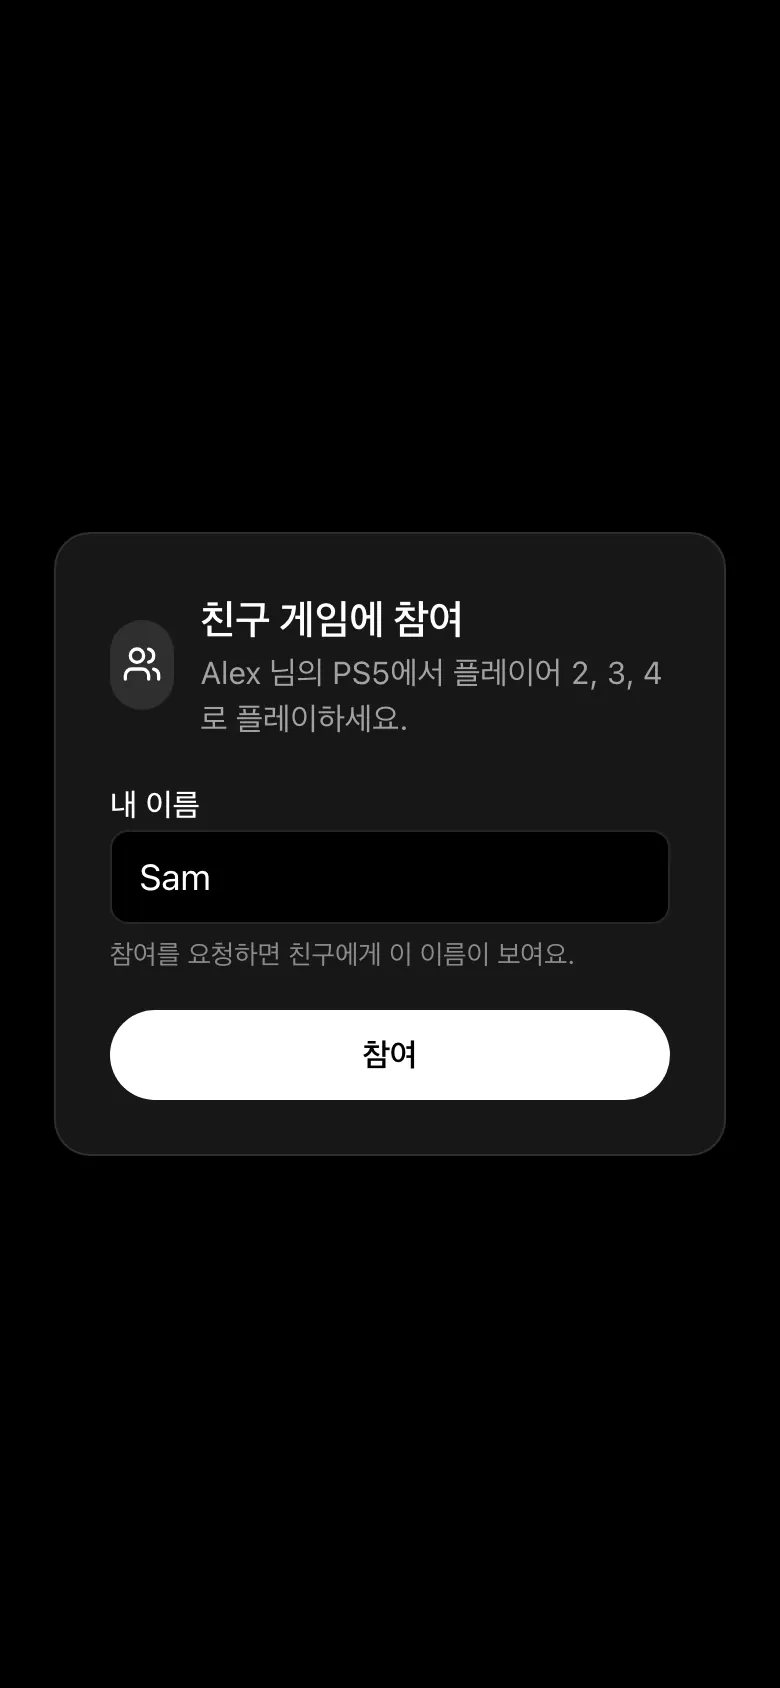 친구 게임에 참여
Alex 님의 PS5에서 플레이어 2, 3, 4
로 플레이하세요.
내 이름
Sam
참여를 요청하면 친구에게 이 이름이 보여요.
참여